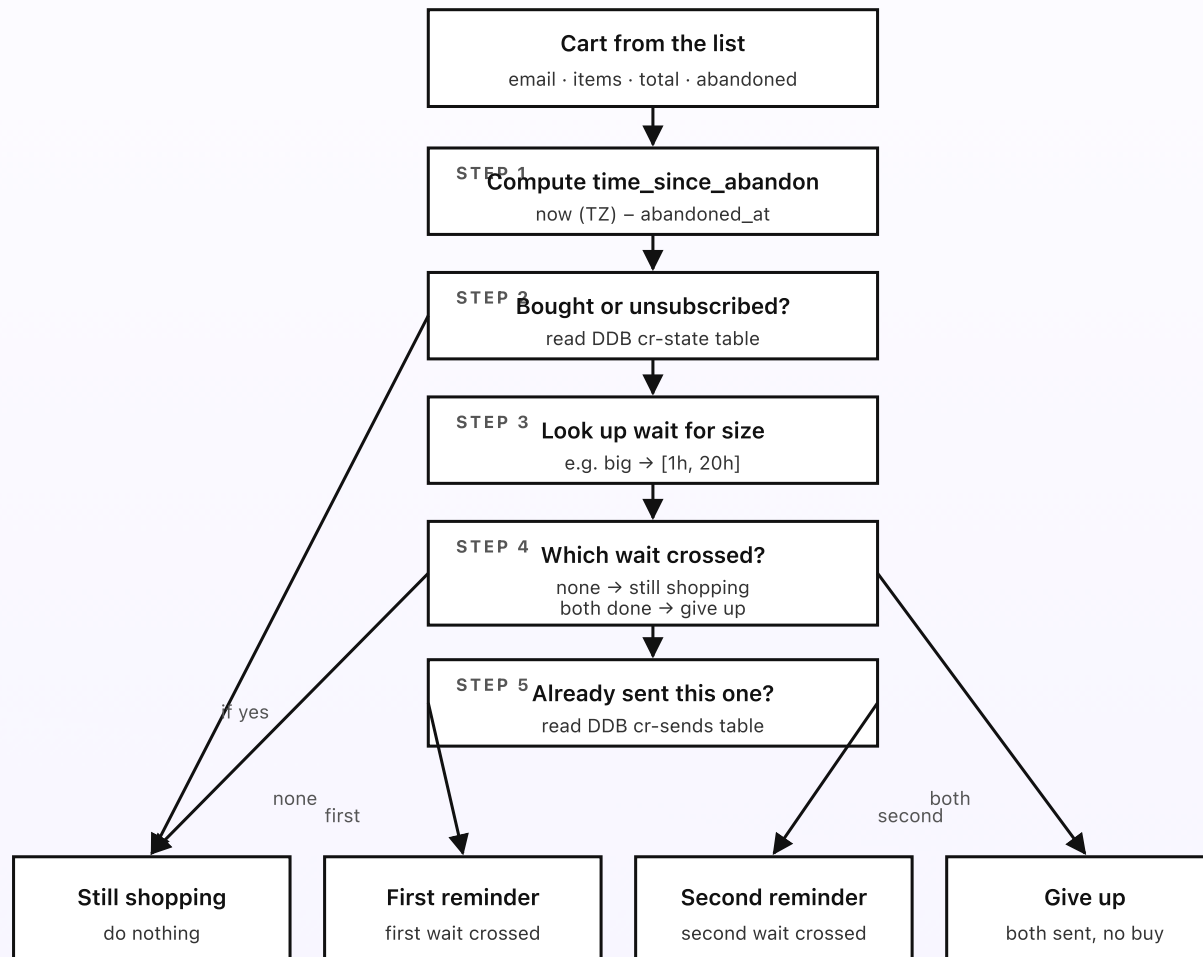 Cart from the list
email · items · total · abandoned
STEP 1
Compute time_since_abandon
now (TZ) – abandoned_at
STEP 2
Bought or unsubscribed?
read DDB cr-state table
STEP 3
Look up wait for size
e.g. big → [1h, 20h]
STEP 4
Which wait crossed?
none → still shopping
both done → give up
STEP 5
Already sent this one?
read DDB cr-sends table
if yes
none
first
both
second
Still shopping
do nothing
First reminder
first wait crossed
Second reminder
second wait crossed
Give up
both sent, no buy